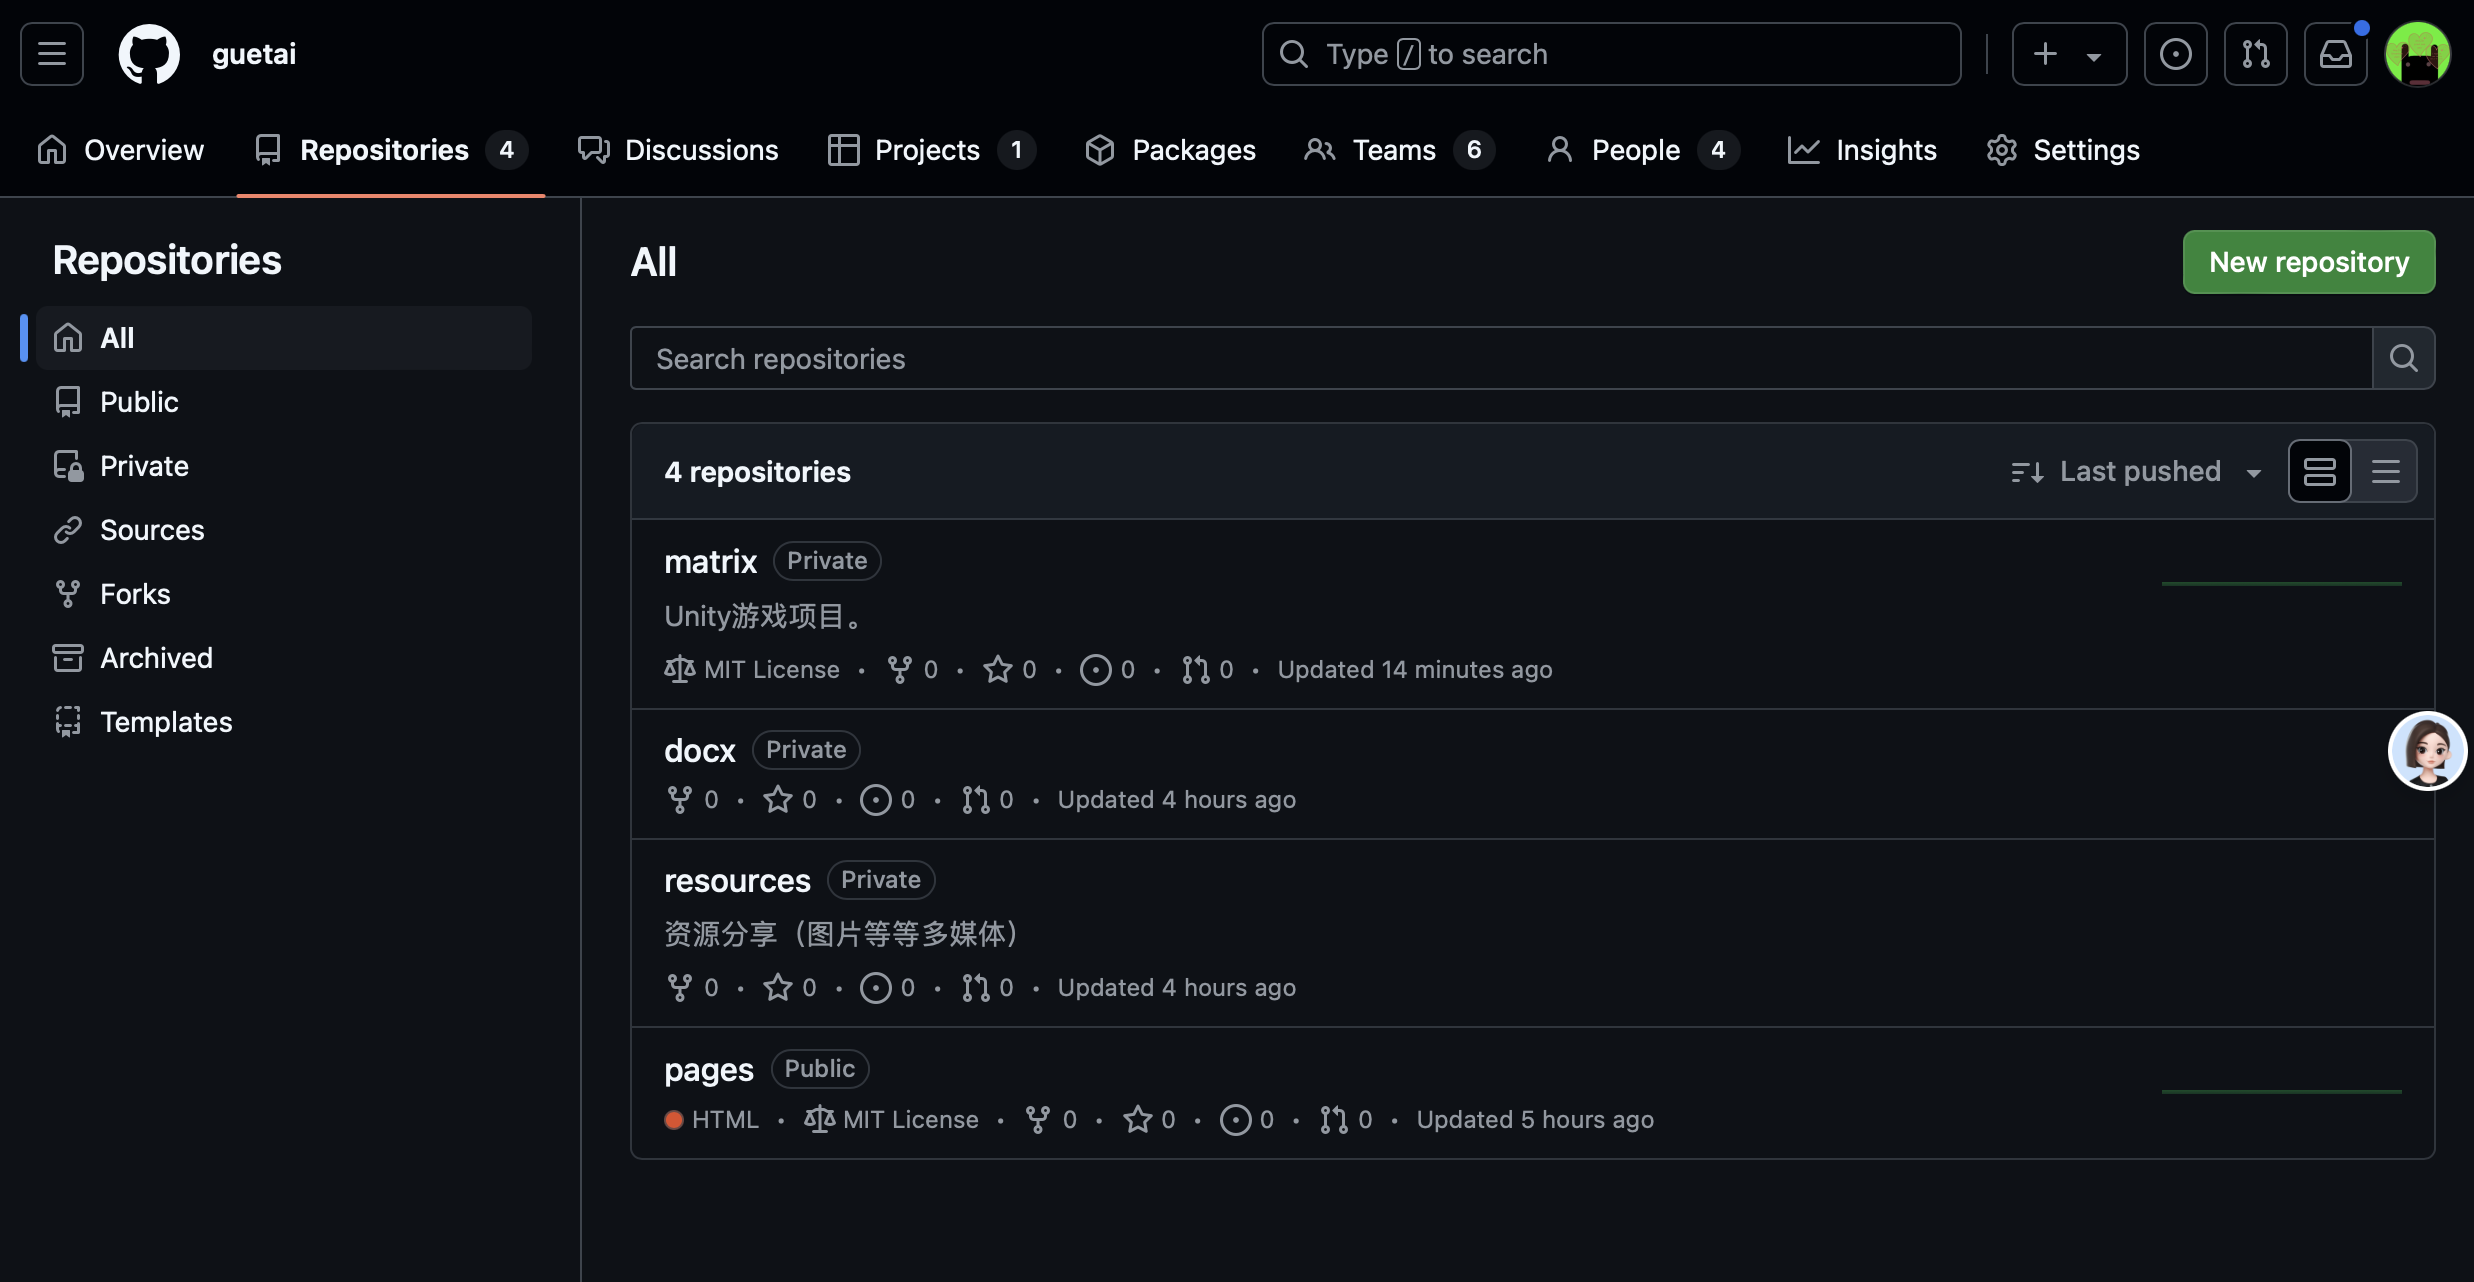 guetai
Type / to search
Overview
Repositories 4
Discussions
Projects 1
Packages
Teams 6
People 4
Insights
Settings
Repositories
All
Public
Private
Sources
Forks
Archived
Templates
All
New repository
Search repositories
4 repositories
Last pushed
matrix Private
Unity游戏项目。
MIT License · 0 · 0 · 0 · 0 · Updated 14 minutes ago
docx Private
0 · 0 · 0 · 0 · Updated 4 hours ago
resources Private
资源分享（图片等等多媒体）
0 · 0 · 0 · 0 · Updated 4 hours ago
pages Public
HTML · MIT License · 0 · 0 · 0 · 0 · Updated 5 hours ago